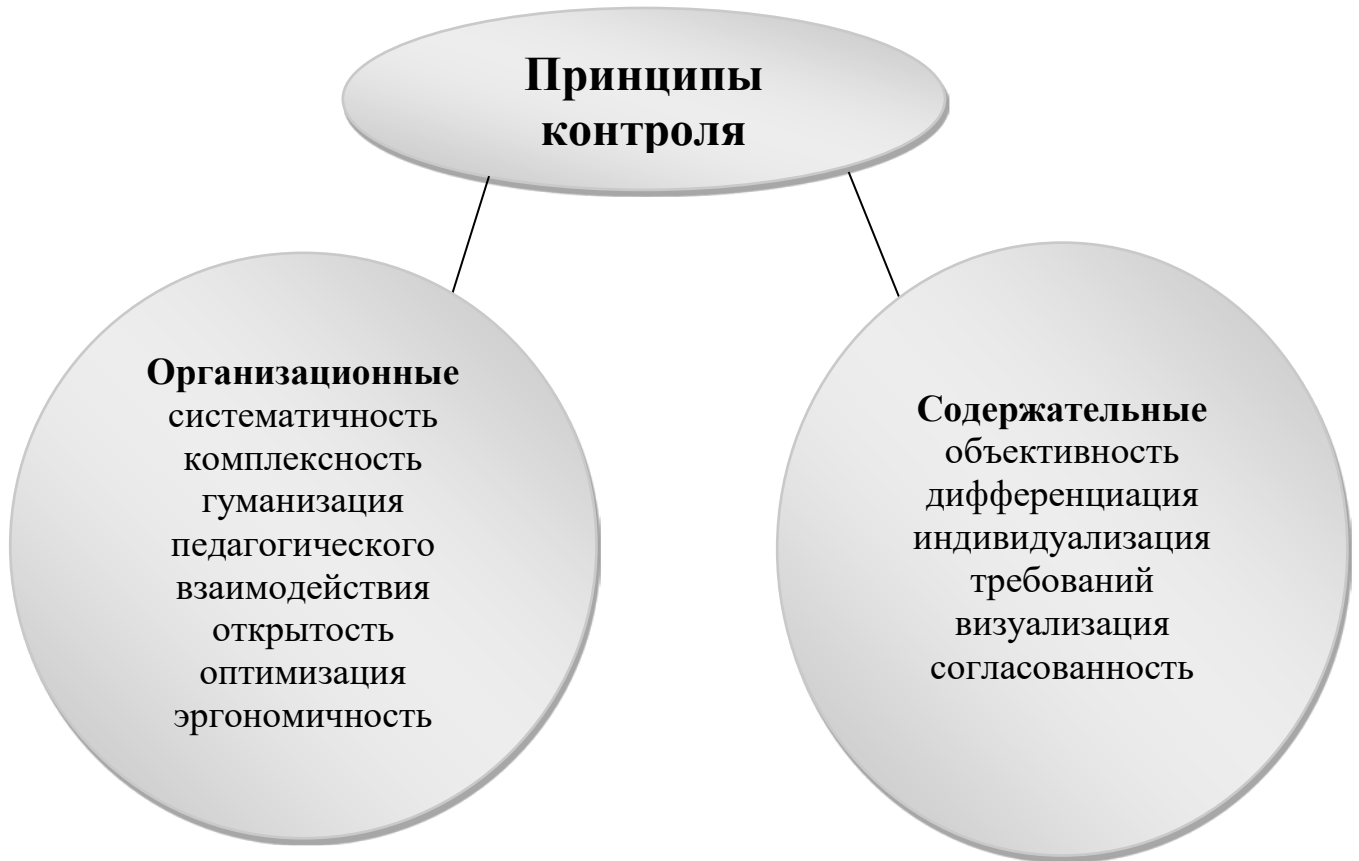 Принципы
контроля
Организационные
систематичность
комплексность
гуманизация
педагогического
взаимодействия
открытость
оптимизация
эргономичность
Содержательные
объективность
дифференциация
индивидуализация
требований
визуализация
согласованность